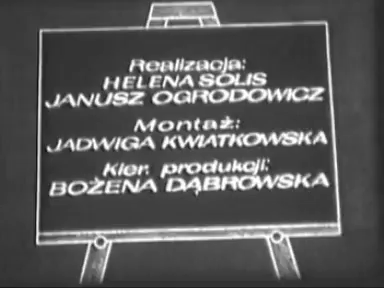 Realizacja:
HELENA SOLIS
JANUSZ OGRODOWICZ
Montaż:
JADWIGA KWIATKOWSKA
Kier. produkcji:
BOŻENA DĄBROWSKA